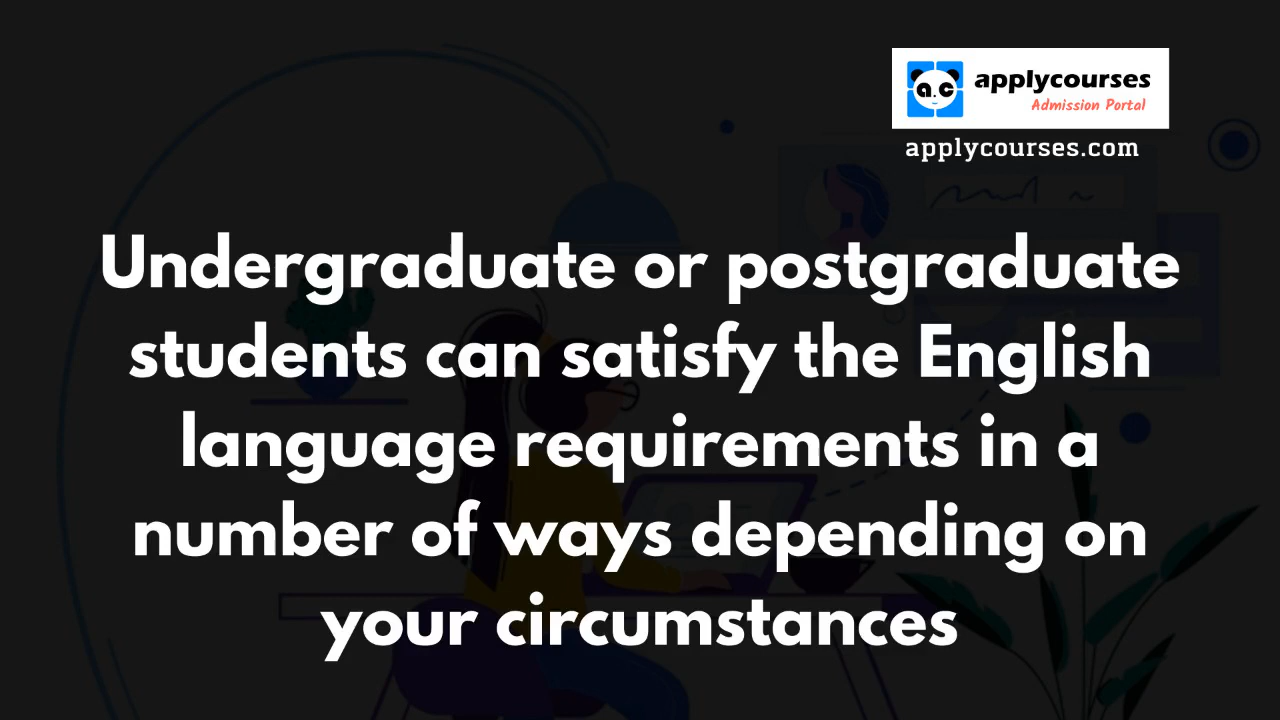 a.c
applycourses
Admission Portal
applycourses.com
Undergraduate or postgraduate
students can satisfy the English
language requirements in a
number of ways depending on
your circumstances